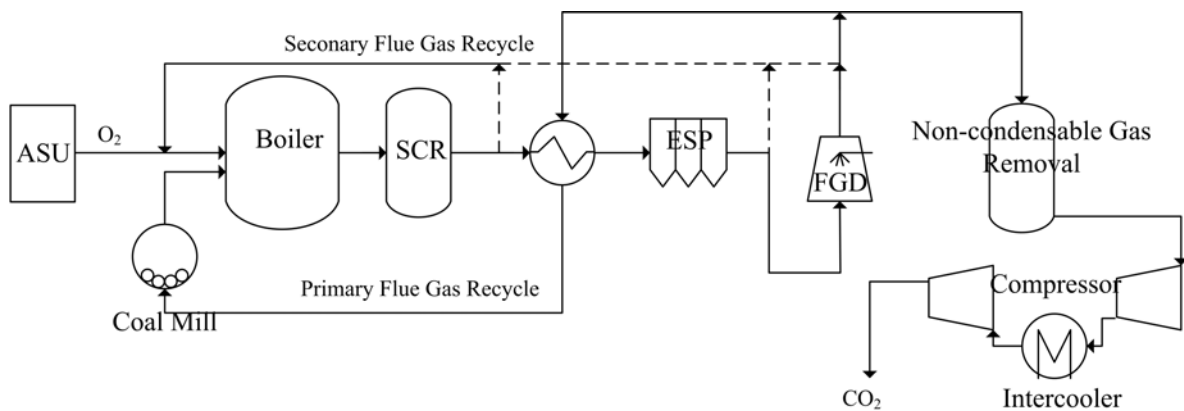 Seconary Flue Gas Recycle
ASU
O₂
Boiler
SCR
ESP
FGD
Non-condensable Gas
Removal
Primary Flue Gas Recycle
Coal Mill
Compressor
Intercooler
CO₂